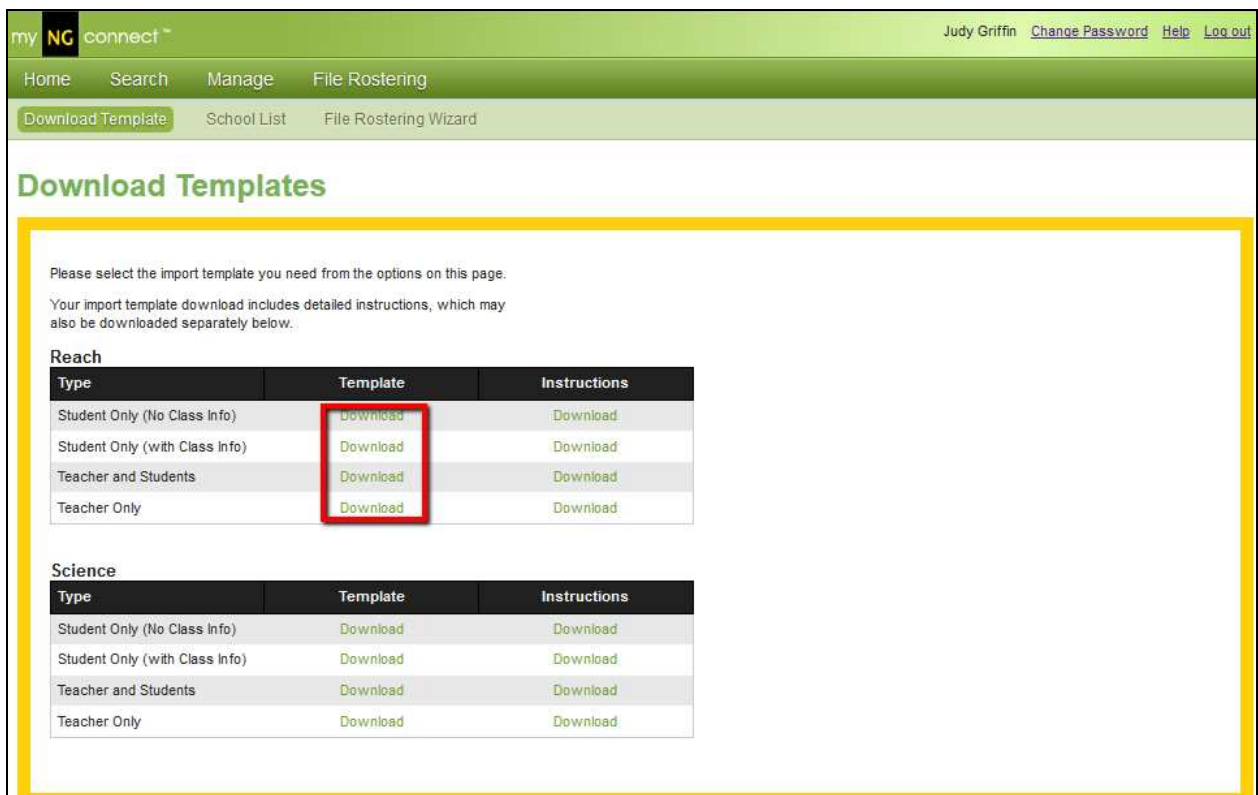 my NG connect™ Judy Griffin Change Password Help Log out
Home Search Manage File Rostering
Download Template School List File Rostering Wizard
Download Templates
Please select the import template you need from the options on this page.
Your import template download includes detailed instructions, which may
also be downloaded separately below.
Reach
Type Template Instructions
Student Only (No Class Info) Download Download
Student Only (with Class Info) Download Download
Teacher and Students Download Download
Teacher Only Download Download
Science
Type Template Instructions
Student Only (No Class Info) Download Download
Student Only (with Class Info) Download Download
Teacher and Students Download Download
Teacher Only Download Download